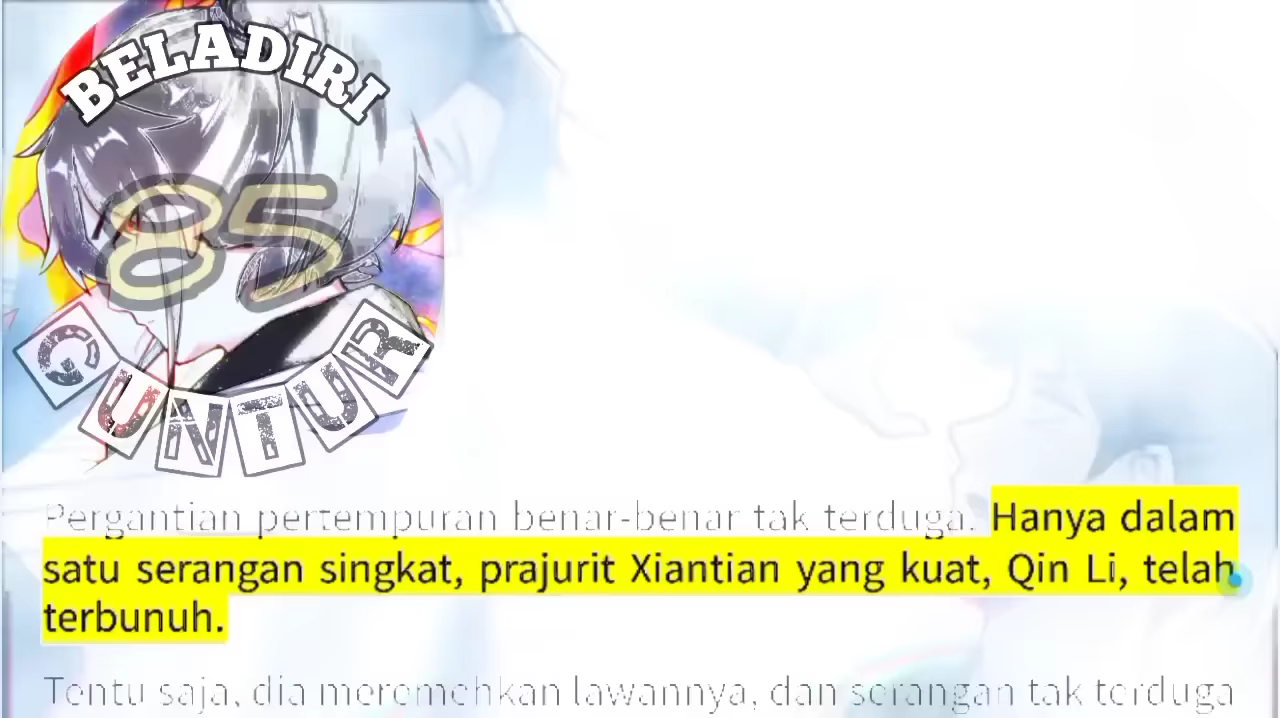 BELADIRI
85
GUNTUR
Pergantian pertempuran benar-benar tak terduga. Hanya dalam
satu serangan singkat, prajurit Xiantian yang kuat, Qin Li, telah
terbunuh.
Tentu saja, dia meremehkan lawannya, dan serangan tak terduga